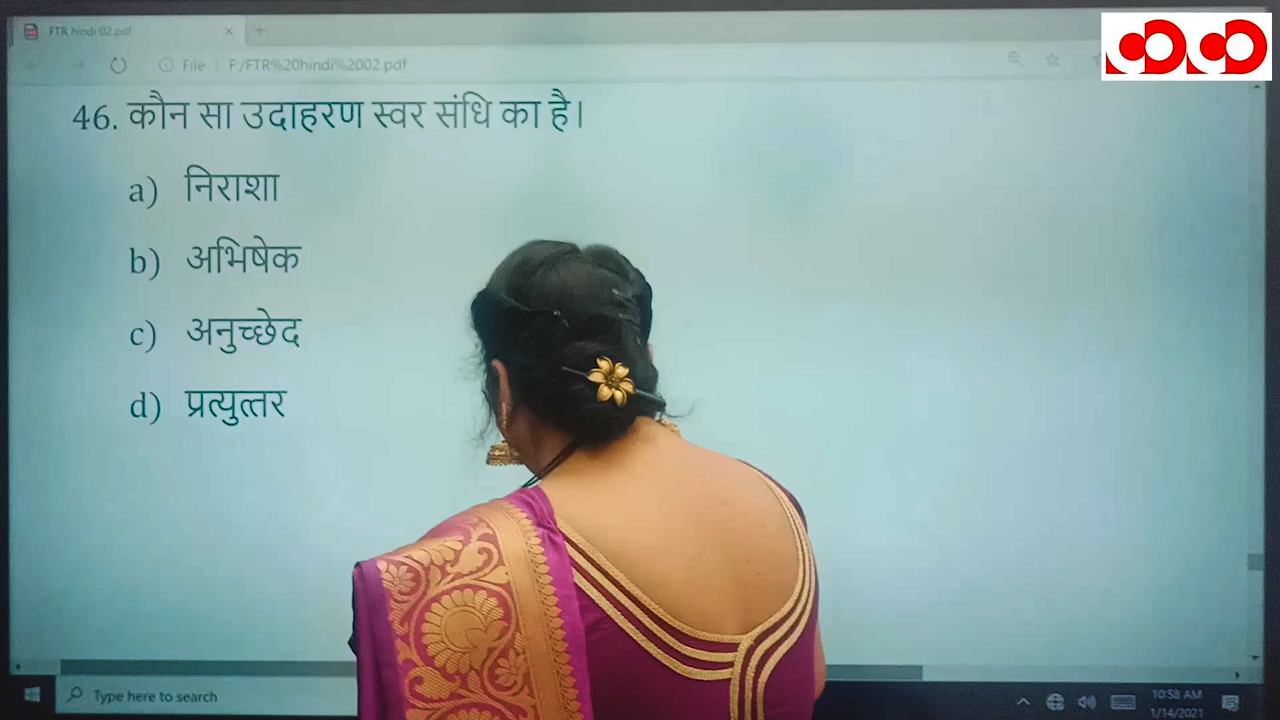 FTR hindi 02.pdf
File F:/FTR%20hindi%2002.pdf
46. कौन सा उदाहरण स्वर संधि का है।
a) निराशा
b) अभिषेक
c) अनुच्छेद
d) प्रत्युत्तर
Type here to search
10:58 AM
1/14/2021